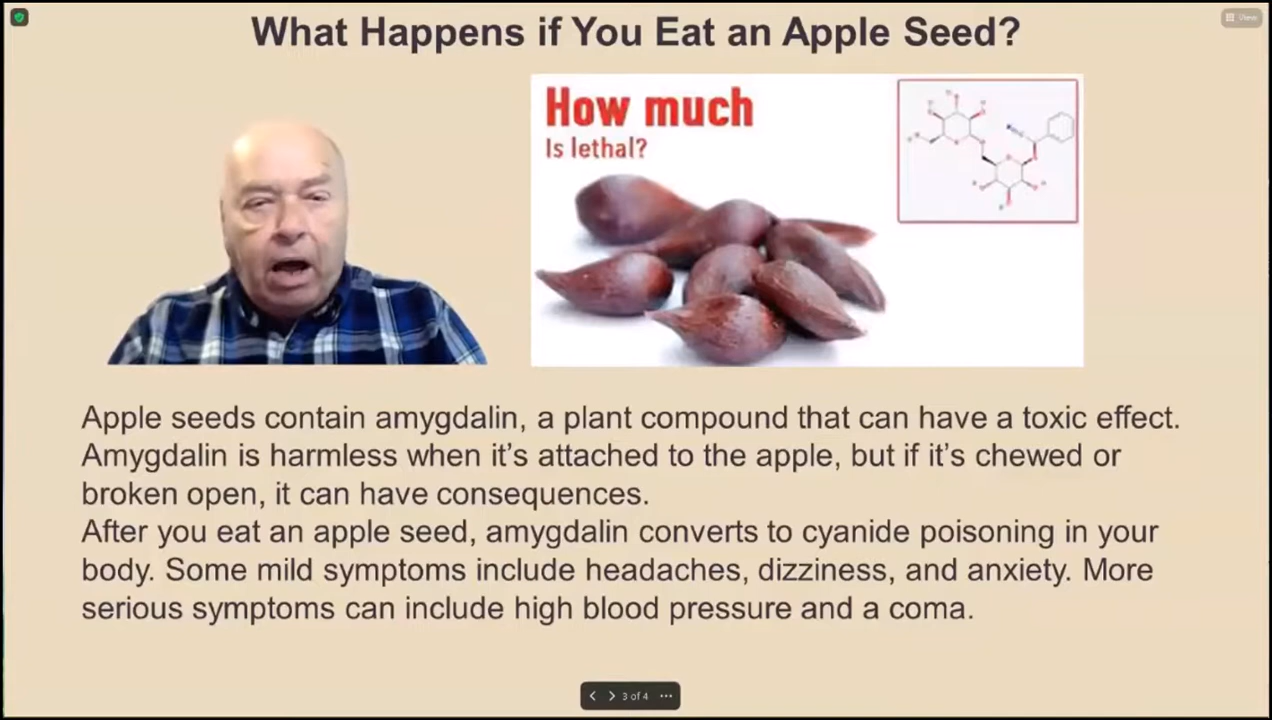 View
What Happens if You Eat an Apple Seed?
How much
Is lethal?
Apple seeds contain amygdalin, a plant compound that can have a toxic effect.
Amygdalin is harmless when it’s attached to the apple, but if it’s chewed or
broken open, it can have consequences.
After you eat an apple seed, amygdalin converts to cyanide poisoning in your
body. Some mild symptoms include headaches, dizziness, and anxiety. More
serious symptoms can include high blood pressure and a coma.
3 of 4